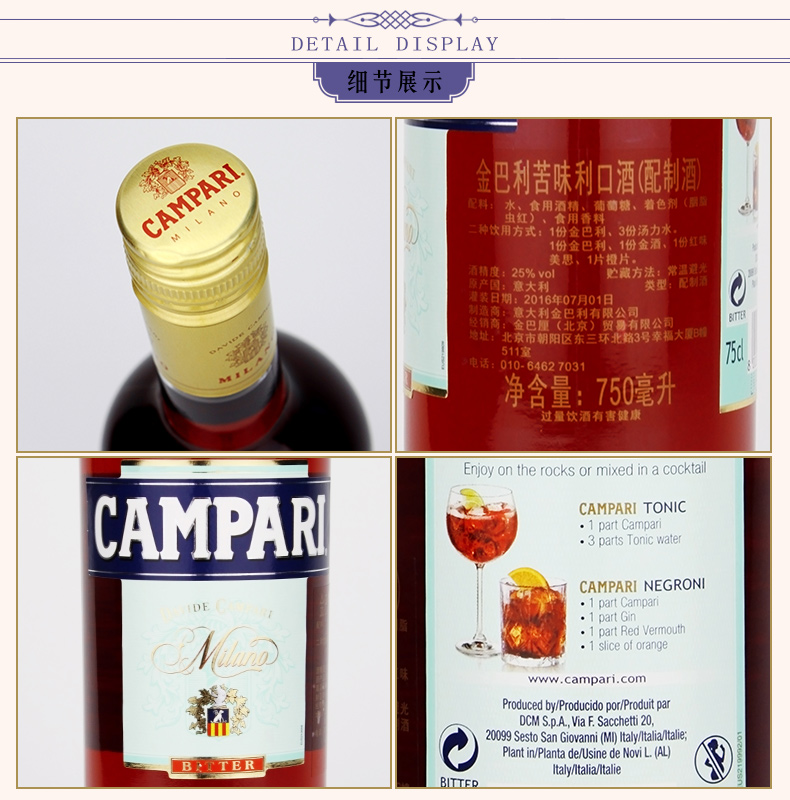 DETAIL DISPLAY
细节展示
CAMPARI.
MILANO
DAVIDE CAM
MILA
金巴利苦味利口酒(配制酒)
配料: 水、食用酒精、葡萄糖、着色剂(胭脂
虫红)、食用香料
二种饮用方式: 1份金巴利、3份汤力水。
1份金巴利、1份金酒、1份红味
美思、1片橙片。
酒精度: 25% vol 贮藏方法: 常温避光
原产国: 意大利 类型: 配制酒
灌装日期: 2016年07月01日
制造商: 意大利金巴利有限公司
经销商: 金巴厘(北京)贸易有限公司
地址: 北京市朝阳区东三环北路3号幸福大厦B幢
511室
电话: 010- 6462 7031
净含量: 750毫升
过量饮酒有害健康
BITTER
75cl
CAMPARI
Milano
BITTER
Enjoy on the rocks or mixed in a cocktail
CAMPARI TONIC
• 1 part Campari
• 3 parts Tonic water
CAMPARI NEGRONI
• 1 part Campari
• 1 part Gin
• 1 part Red Vermouth
• 1 slice of orange
www.campari.com
Produced by/Producido por/Produit par
DCM S.p.A., Via F. Sacchetti 20,
20099 Sesto San Giovanni (MI) Italy/Italia/Italie;
Plant in/Planta de/Usine de Novi L. (AL)
Italy/Italia/Italie
BITTER